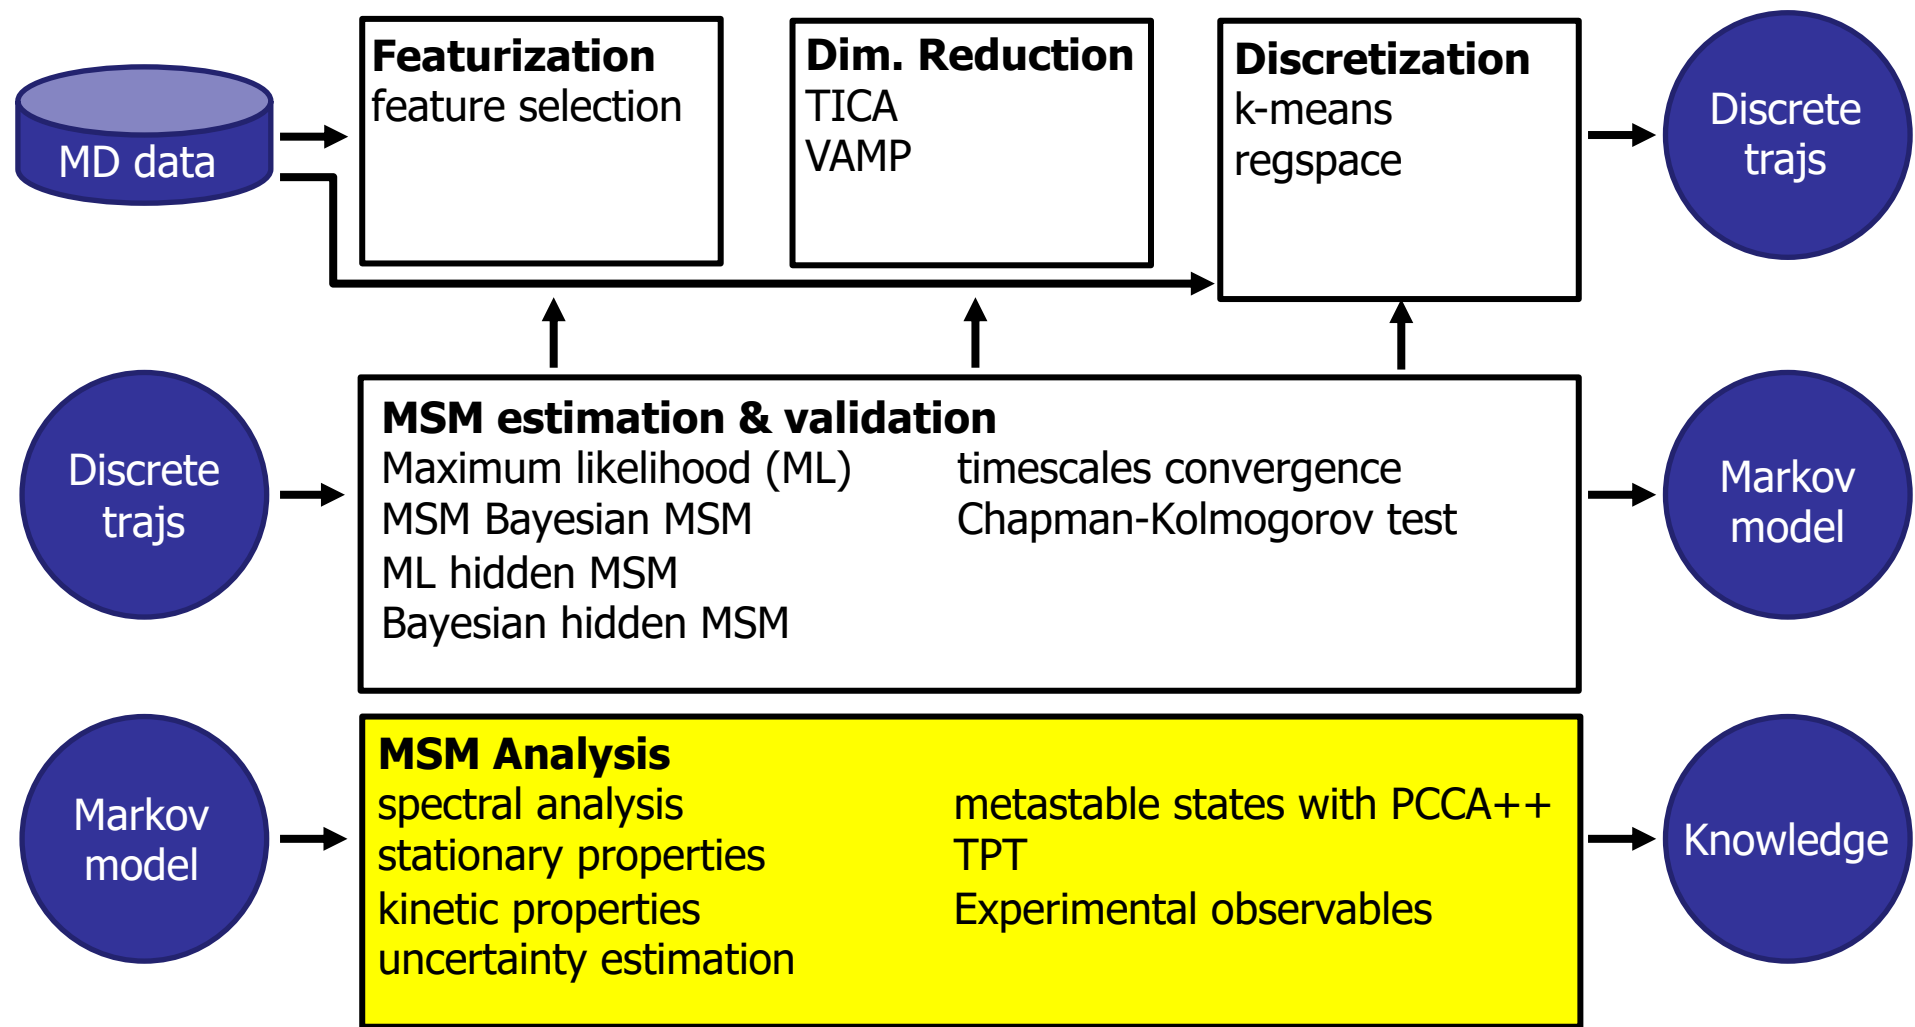 MD data
Featurization
feature selection
Dim. Reduction
TICA
VAMP
Discretization
k-means
regspace
Discrete
trajs
Discrete
trajs
MSM estimation & validation
Maximum likelihood (ML)
MSM Bayesian MSM
ML hidden MSM
Bayesian hidden MSM
timescales convergence
Chapman-Kolmogorov test
Markov
model
Markov
model
MSM Analysis
spectral analysis
stationary properties
kinetic properties
uncertainty estimation
metastable states with PCCA++
TPT
Experimental observables
Knowledge